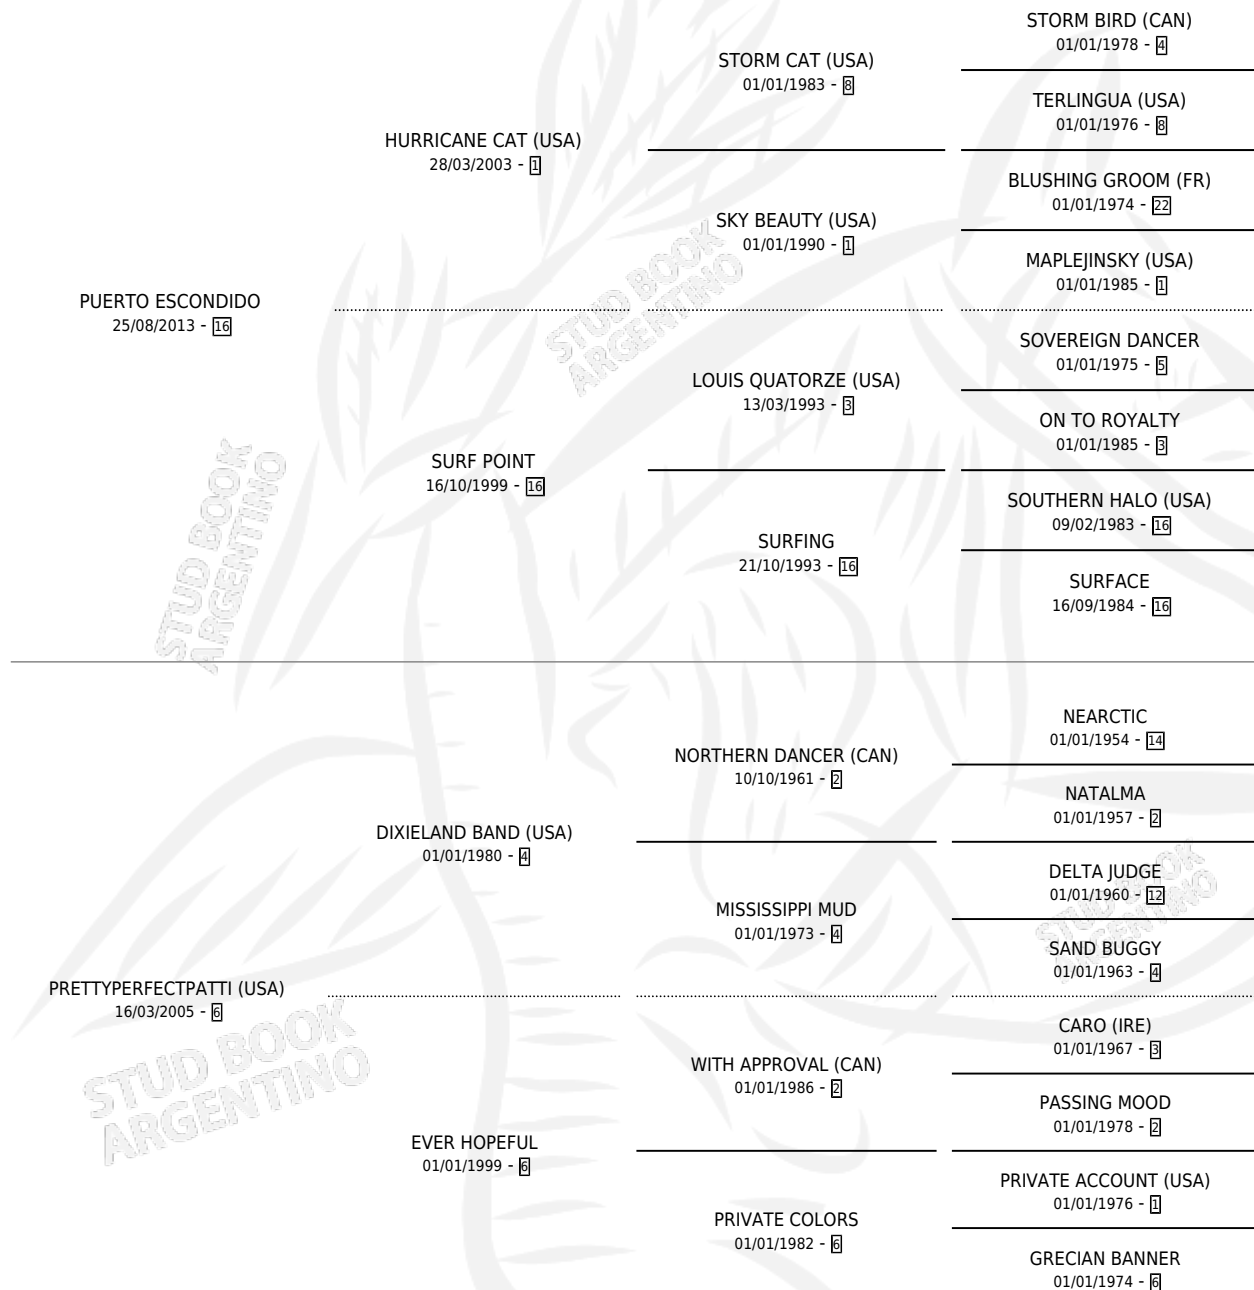 STORM BIRD (CAN)
01/01/1978 - 4
STORM CAT (USA)
01/01/1983 - 8
TERLINGUA (USA)
01/01/1976 - 8
HURRICANE CAT (USA)
28/03/2003 - 1
BLUSHING GROOM (FR)
01/01/1974 - 22
SKY BEAUTY (USA)
01/01/1990 - 1
MAPLEJINSKY (USA)
01/01/1985 - 1
PUERTO ESCONDIDO
25/08/2013 - 16
STUD BOOK
ARGENTINO
SOVEREIGN DANCER
01/01/1975 - 5
LOUIS QUATORZE (USA)
13/03/1993 - 3
ON TO ROYALTY
01/01/1985 - 3
SURF POINT
16/10/1999 - 16
SOUTHERN HALO (USA)
09/02/1983 - 16
SURFING
21/10/1993 - 16
SURFACE
16/09/1984 - 16
STUD BOOK
ARGENTINO
NEARCTIC
01/01/1954 - 14
NORTHERN DANCER (CAN)
10/10/1961 - 2
NATALMA
01/01/1957 - 2
DIXIELAND BAND (USA)
01/01/1980 - 4
DELTA JUDGE
01/01/1960 - 12
MISSISSIPPI MUD
01/01/1973 - 4
STUD BOOK
ARGENTINO
SAND BUGGY
01/01/1963 - 4
PRETTYPERFECTPATTI (USA)
16/03/2005 - 6
STUD BOOK
ARGENTINO
CARO (IRE)
01/01/1967 - 3
WITH APPROVAL (CAN)
01/01/1986 - 2
PASSING MOOD
01/01/1978 - 2
EVER HOPEFUL
01/01/1999 - 6
PRIVATE ACCOUNT (USA)
01/01/1976 - 1
PRIVATE COLORS
01/01/1982 - 6
GRECIAN BANNER
01/01/1974 - 6